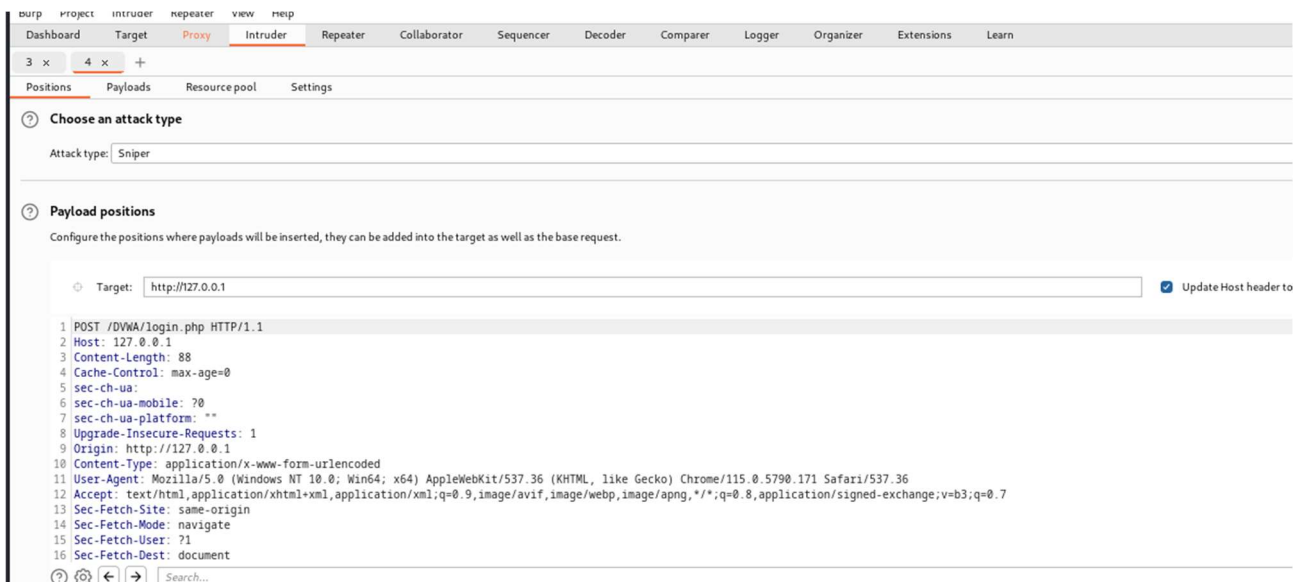 Burp Project Intruder Repeater View Help
Dashboard Target Proxy Intruder Repeater Collaborator Sequencer Decoder Comparer Logger Organizer Extensions Learn
3 × 4 × +
Positions Payloads Resource pool Settings
? Choose an attack type
Attack type: Sniper
? Payload positions
Configure the positions where payloads will be inserted, they can be added into the target as well as the base request.
Target: http://127.0.0.1 Update Host header to
1 POST /DVWA/login.php HTTP/1.1
2 Host: 127.0.0.1
3 Content-Length: 88
4 Cache-Control: max-age=0
5 sec-ch-ua:
6 sec-ch-ua-mobile: ?0
7 sec-ch-ua-platform: ""
8 Upgrade-Insecure-Requests: 1
9 Origin: http://127.0.0.1
10 Content-Type: application/x-www-form-urlencoded
11 User-Agent: Mozilla/5.0 (Windows NT 10.0; Win64; x64) AppleWebKit/537.36 (KHTML, like Gecko) Chrome/115.0.5790.171 Safari/537.36
12 Accept: text/html,application/xhtml+xml,application/xml;q=0.9,image/avif,image/webp,image/apng,*/*;q=0.8,application/signed-exchange;v=b3;q=0.7
13 Sec-Fetch-Site: same-origin
14 Sec-Fetch-Mode: navigate
15 Sec-Fetch-User: ?1
16 Sec-Fetch-Dest: document
? Search...